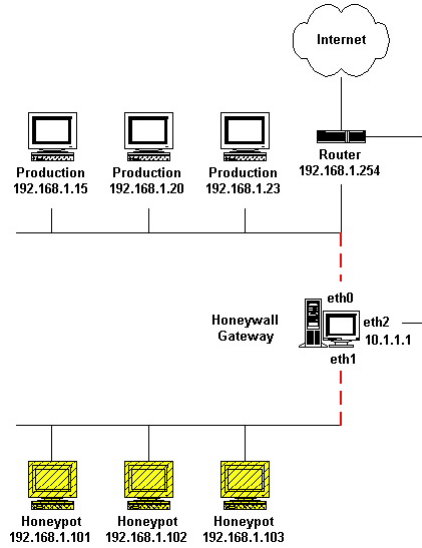 Internet
Router
192.168.1.254
Production
192.168.1.15
Production
192.168.1.20
Production
192.168.1.23
Honeywall
Gateway
eth0
eth2
10.1.1.1
eth1
Honeypot
192.168.1.101
Honeypot
192.168.1.102
Honeypot
192.168.1.103